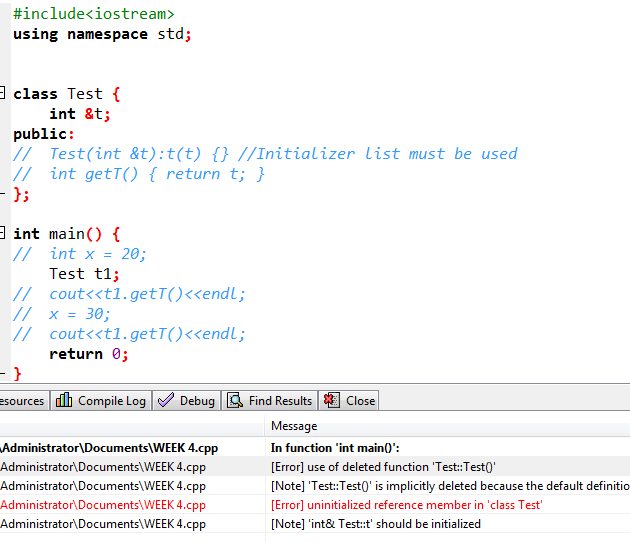 #include<iostream>
using namespace std;
class Test {
int &t;
public:
//  Test(int &t):t(t) {} //Initializer list must be used
//  int getT() { return t; }
};
int main() {
//  int x = 20;
Test t1;
//  cout<<t1.getT()<<endl;
//  x = 30;
//  cout<<t1.getT()<<endl;
return 0;
}
Compile Log Debug Find Results Close
Message
\Administrator\Documents\WEEK 4.cpp In function 'int main()':
Administrator\Documents\WEEK 4.cpp [Error] use of deleted function 'Test::Test()'
Administrator\Documents\WEEK 4.cpp [Note] 'Test::Test()' is implicitly deleted because the default definitio
Administrator\Documents\WEEK 4.cpp [Error] uninitialized reference member in 'class Test'
Administrator\Documents\WEEK 4.cpp [Note] 'int& Test::t' should be initialized